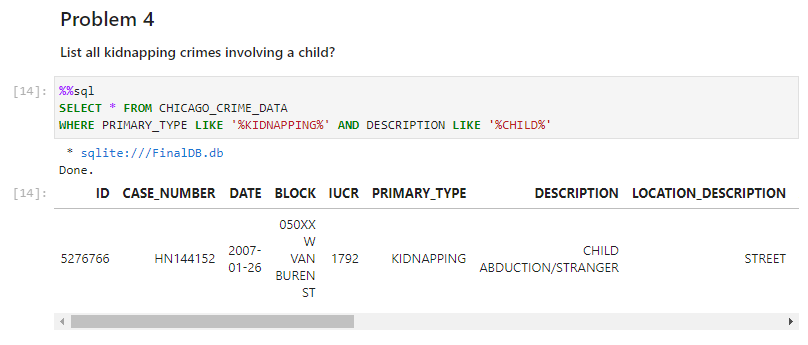 Problem 4
List all kidnapping crimes involving a child?
[14]: %%sql
SELECT * FROM CHICAGO_CRIME_DATA
WHERE PRIMARY_TYPE LIKE '%KIDNAPPING%' AND DESCRIPTION LIKE '%CHILD%'
* sqlite:///FinalDB.db
Done.
[14]: ID CASE_NUMBER DATE BLOCK IUCR PRIMARY_TYPE DESCRIPTION LOCATION_DESCRIPTION
5276766 HN144152 2007-01-26 050XX W VAN BUREN ST 1792 KIDNAPPING CHILD ABDUCTION/STRANGER STREET